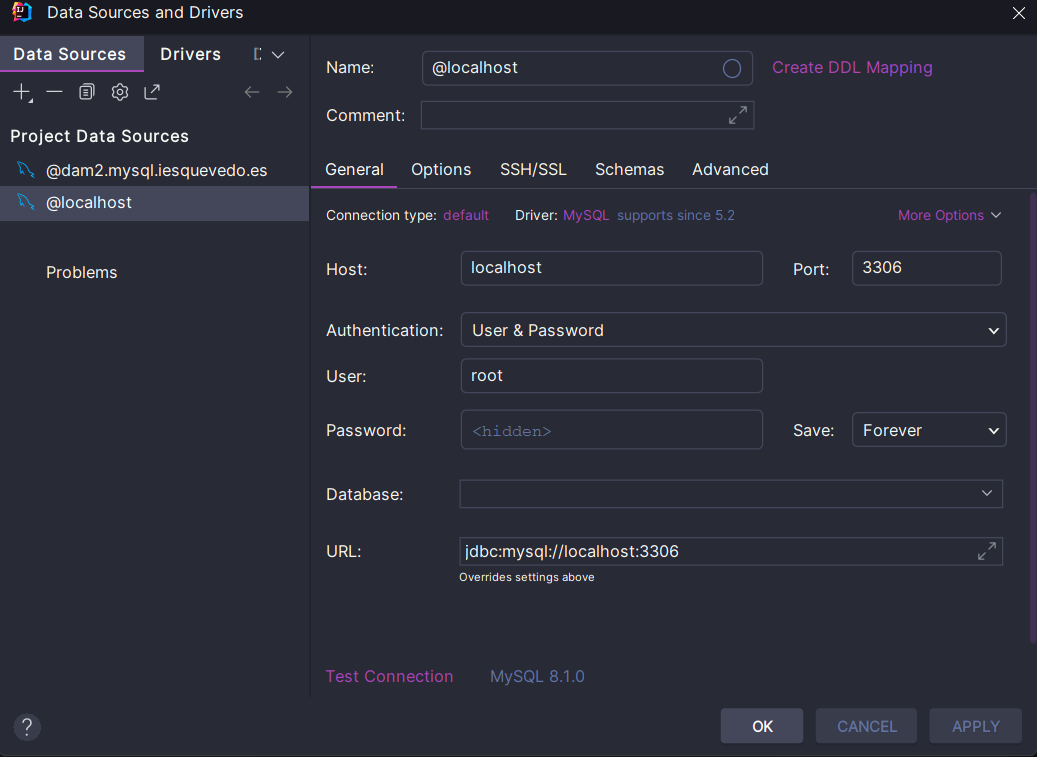 Data Sources and Drivers
Data Sources Drivers
Project Data Sources
@dam2.mysql.iesquevedo.es
@localhost
Problems
Name: @localhost Create DDL Mapping
Comment:
General Options SSH/SSL Schemas Advanced
Connection type: default Driver: MySQL supports since 5.2 More Options
Host: localhost Port: 3306
Authentication: User & Password
User: root
Password: <hidden> Save: Forever
Database:
URL: jdbc:mysql://localhost:3306
Overrides settings above
Test Connection MySQL 8.1.0
? OK CANCEL APPLY